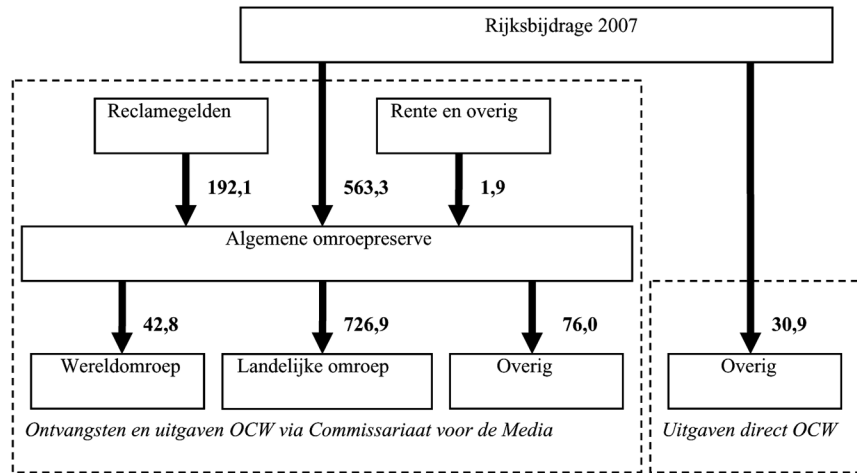 Rijksbijdrage 2007
Reclamegelden
Rente en overig
192,1
563,3
1,9
Algemene omroepreserve
42,8
726,9
76,0
30,9
Wereldomroep
Landelijke omroep
Overig
Overig
Ontvangsten en uitgaven OCW via Commissariaat voor de Media
Uitgaven direct OCW